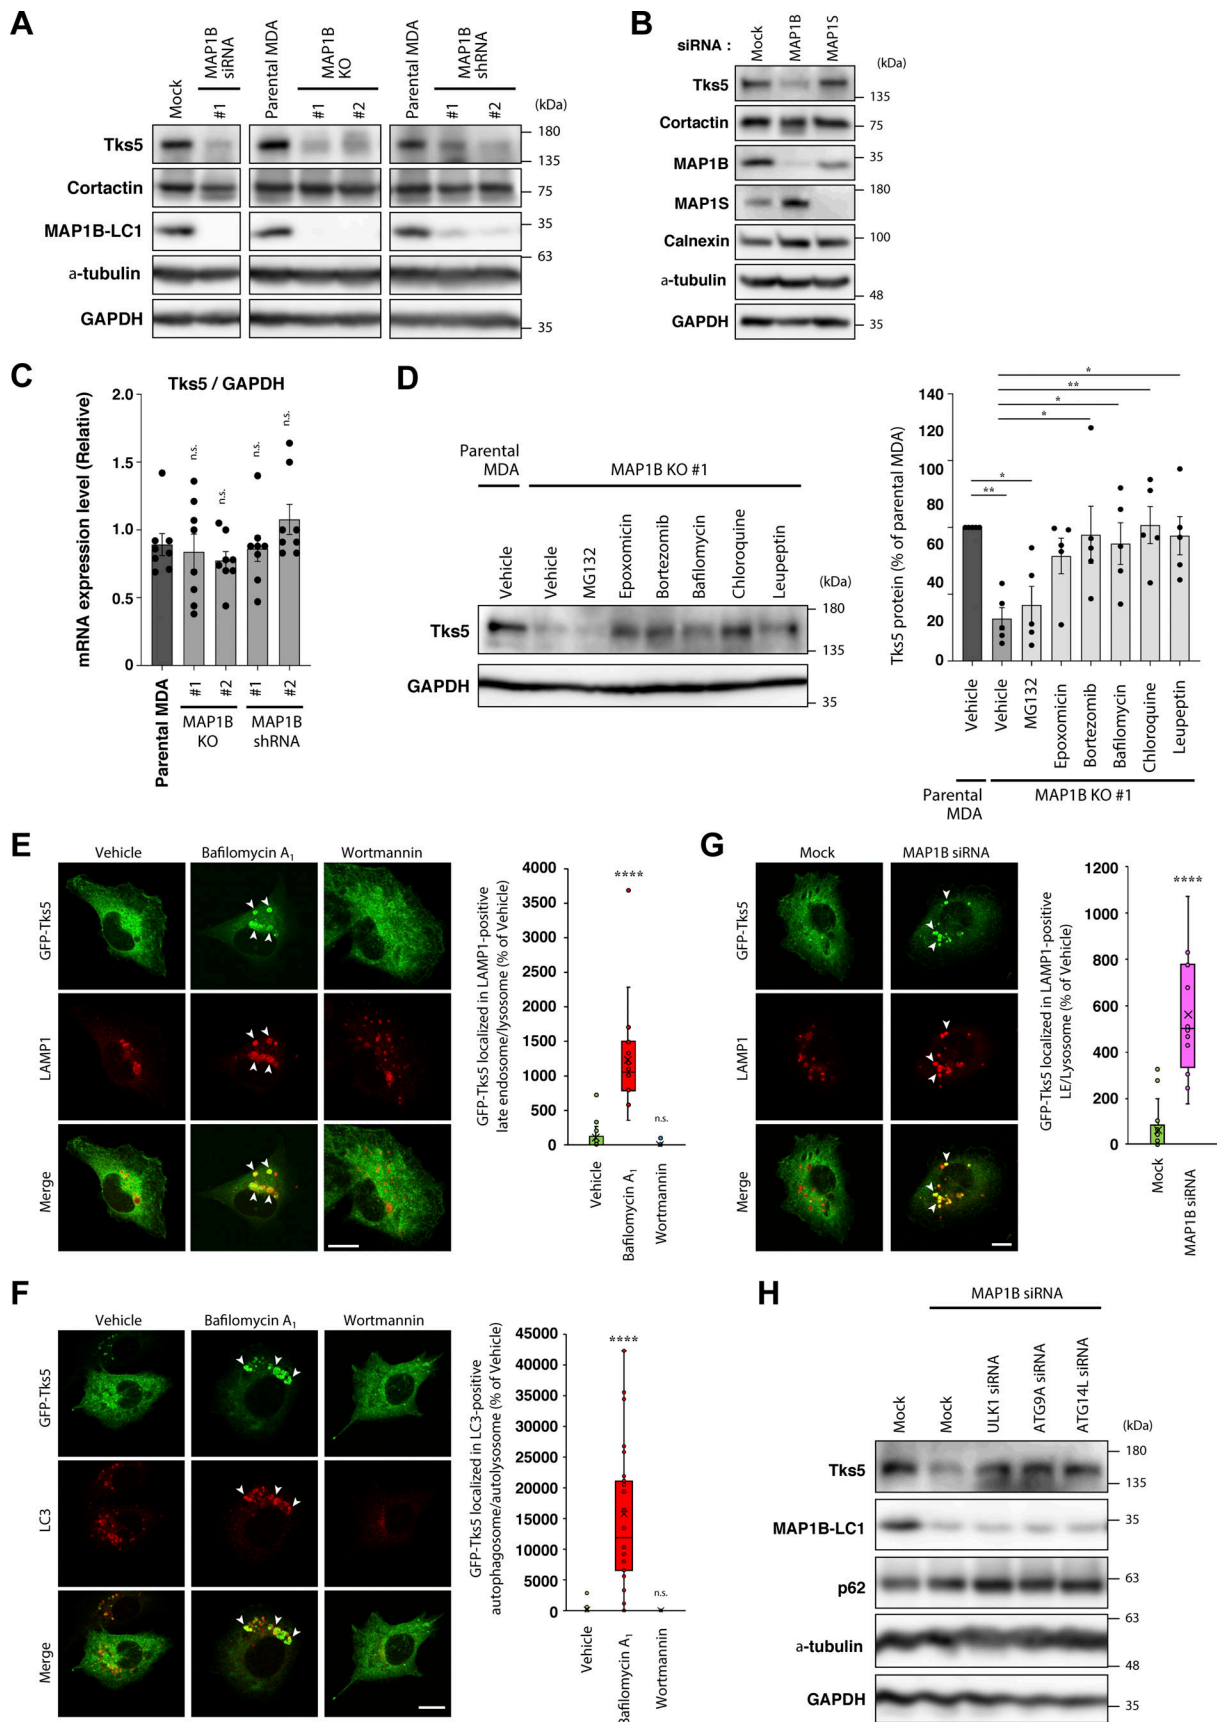 A
Mock
MAP1B
siRNA
#1
Parental MDA
MAP1B
KO
#1
#2
Parental MDA
MAP1B
shRNA
#1
#2
(kDa)
Tks5
180
135
Cortactin
75
MAP1B-LC1
35
a-tubulin
63
GAPDH
35
B
siRNA :
Mock
MAP1B
MAP1S
(kDa)
Tks5
135
Cortactin
75
MAP1B
35
MAP1S
180
Calnexin
100
a-tubulin
48
GAPDH
35
C
Tks5 / GAPDH
mRNA expression level (Relative)
2.0
1.5
1.0
0.5
0
n.s.
n.s.
n.s.
n.s.
Parental MDA
#1
#2
#1
#2
MAP1B
KO
MAP1B
shRNA
D
Parental
MDA
MAP1B KO #1
Vehicle
Vehicle
MG132
Epoxomicin
Bortezomib
Bafilomycin
Chloroquine
Leupeptin
(kDa)
Tks5
180
135
GAPDH
35
Tks5 protein (% of parental MDA)
140
120
100
80
60
40
20
0
*
**
*
*
*
**
Vehicle
Vehicle
MG132
Epoxomicin
Bortezomib
Bafilomycin
Chloroquine
Leupeptin
Parental
MDA
MAP1B KO #1
E
Vehicle
Bafilomycin A1
Wortmannin
GFP-Tks5
LAMP1
Merge
GFP-Tks5 localized in LAMP1-positive
late endosome/lysosome (% of Vehicle)
4000
3500
3000
2500
2000
1500
1000
500
0
****
n.s.
Vehicle
Bafilomycin A1
Wortmannin
G
Mock
MAP1B siRNA
GFP-Tks5
LAMP1
Merge
GFP-Tks5 localized in LAMP1-positive
LE/Lysosome (% of Vehicle)
1200
1000
800
600
400
200
0
****
Mock
MAP1B siRNA
F
Vehicle
Bafilomycin A1
Wortmannin
GFP-Tks5
LC3
Merge
GFP-Tks5 localized in LC3-positive
autophagosome/autolysosome (% of Vehicle)
45000
40000
35000
30000
25000
20000
15000
10000
5000
0
****
n.s.
Vehicle
Bafilomycin A1
Wortmannin
H
MAP1B siRNA
Mock
Mock
ULK1 siRNA
ATG9A siRNA
ATG14L siRNA
(kDa)
Tks5
180
135
MAP1B-LC1
35
p62
63
a-tubulin
63
48
GAPDH
35